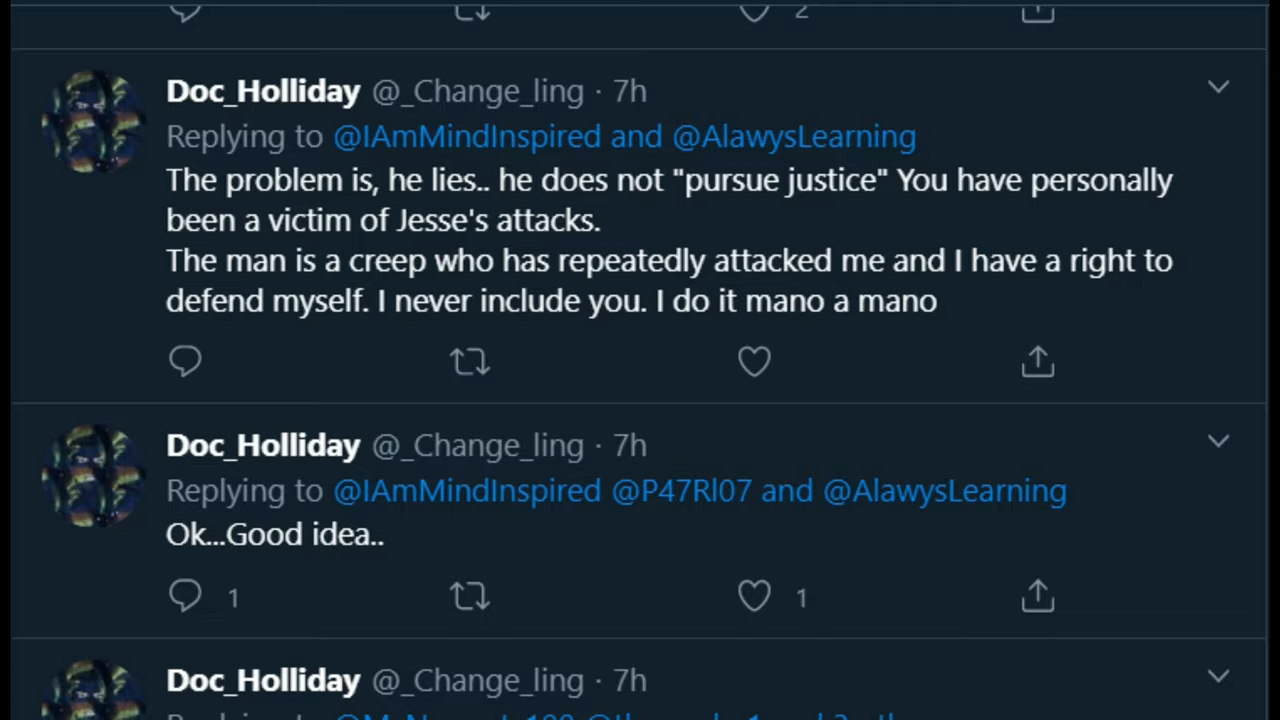 2
Doc_Holliday @_Change_ling · 7h
Replying to @IAmMindInspired and @AlawysLearning
The problem is, he lies.. he does not "pursue justice" You have personally
been a victim of Jesse's attacks.
The man is a creep who has repeatedly attacked me and I have a right to
defend myself. I never include you. I do it mano a mano
Doc_Holliday @_Change_ling · 7h
Replying to @IAmMindInspired @P47Rl07 and @AlawysLearning
Ok...Good idea..
1 1
Doc_Holliday @_Change_ling · 7h
Replying to